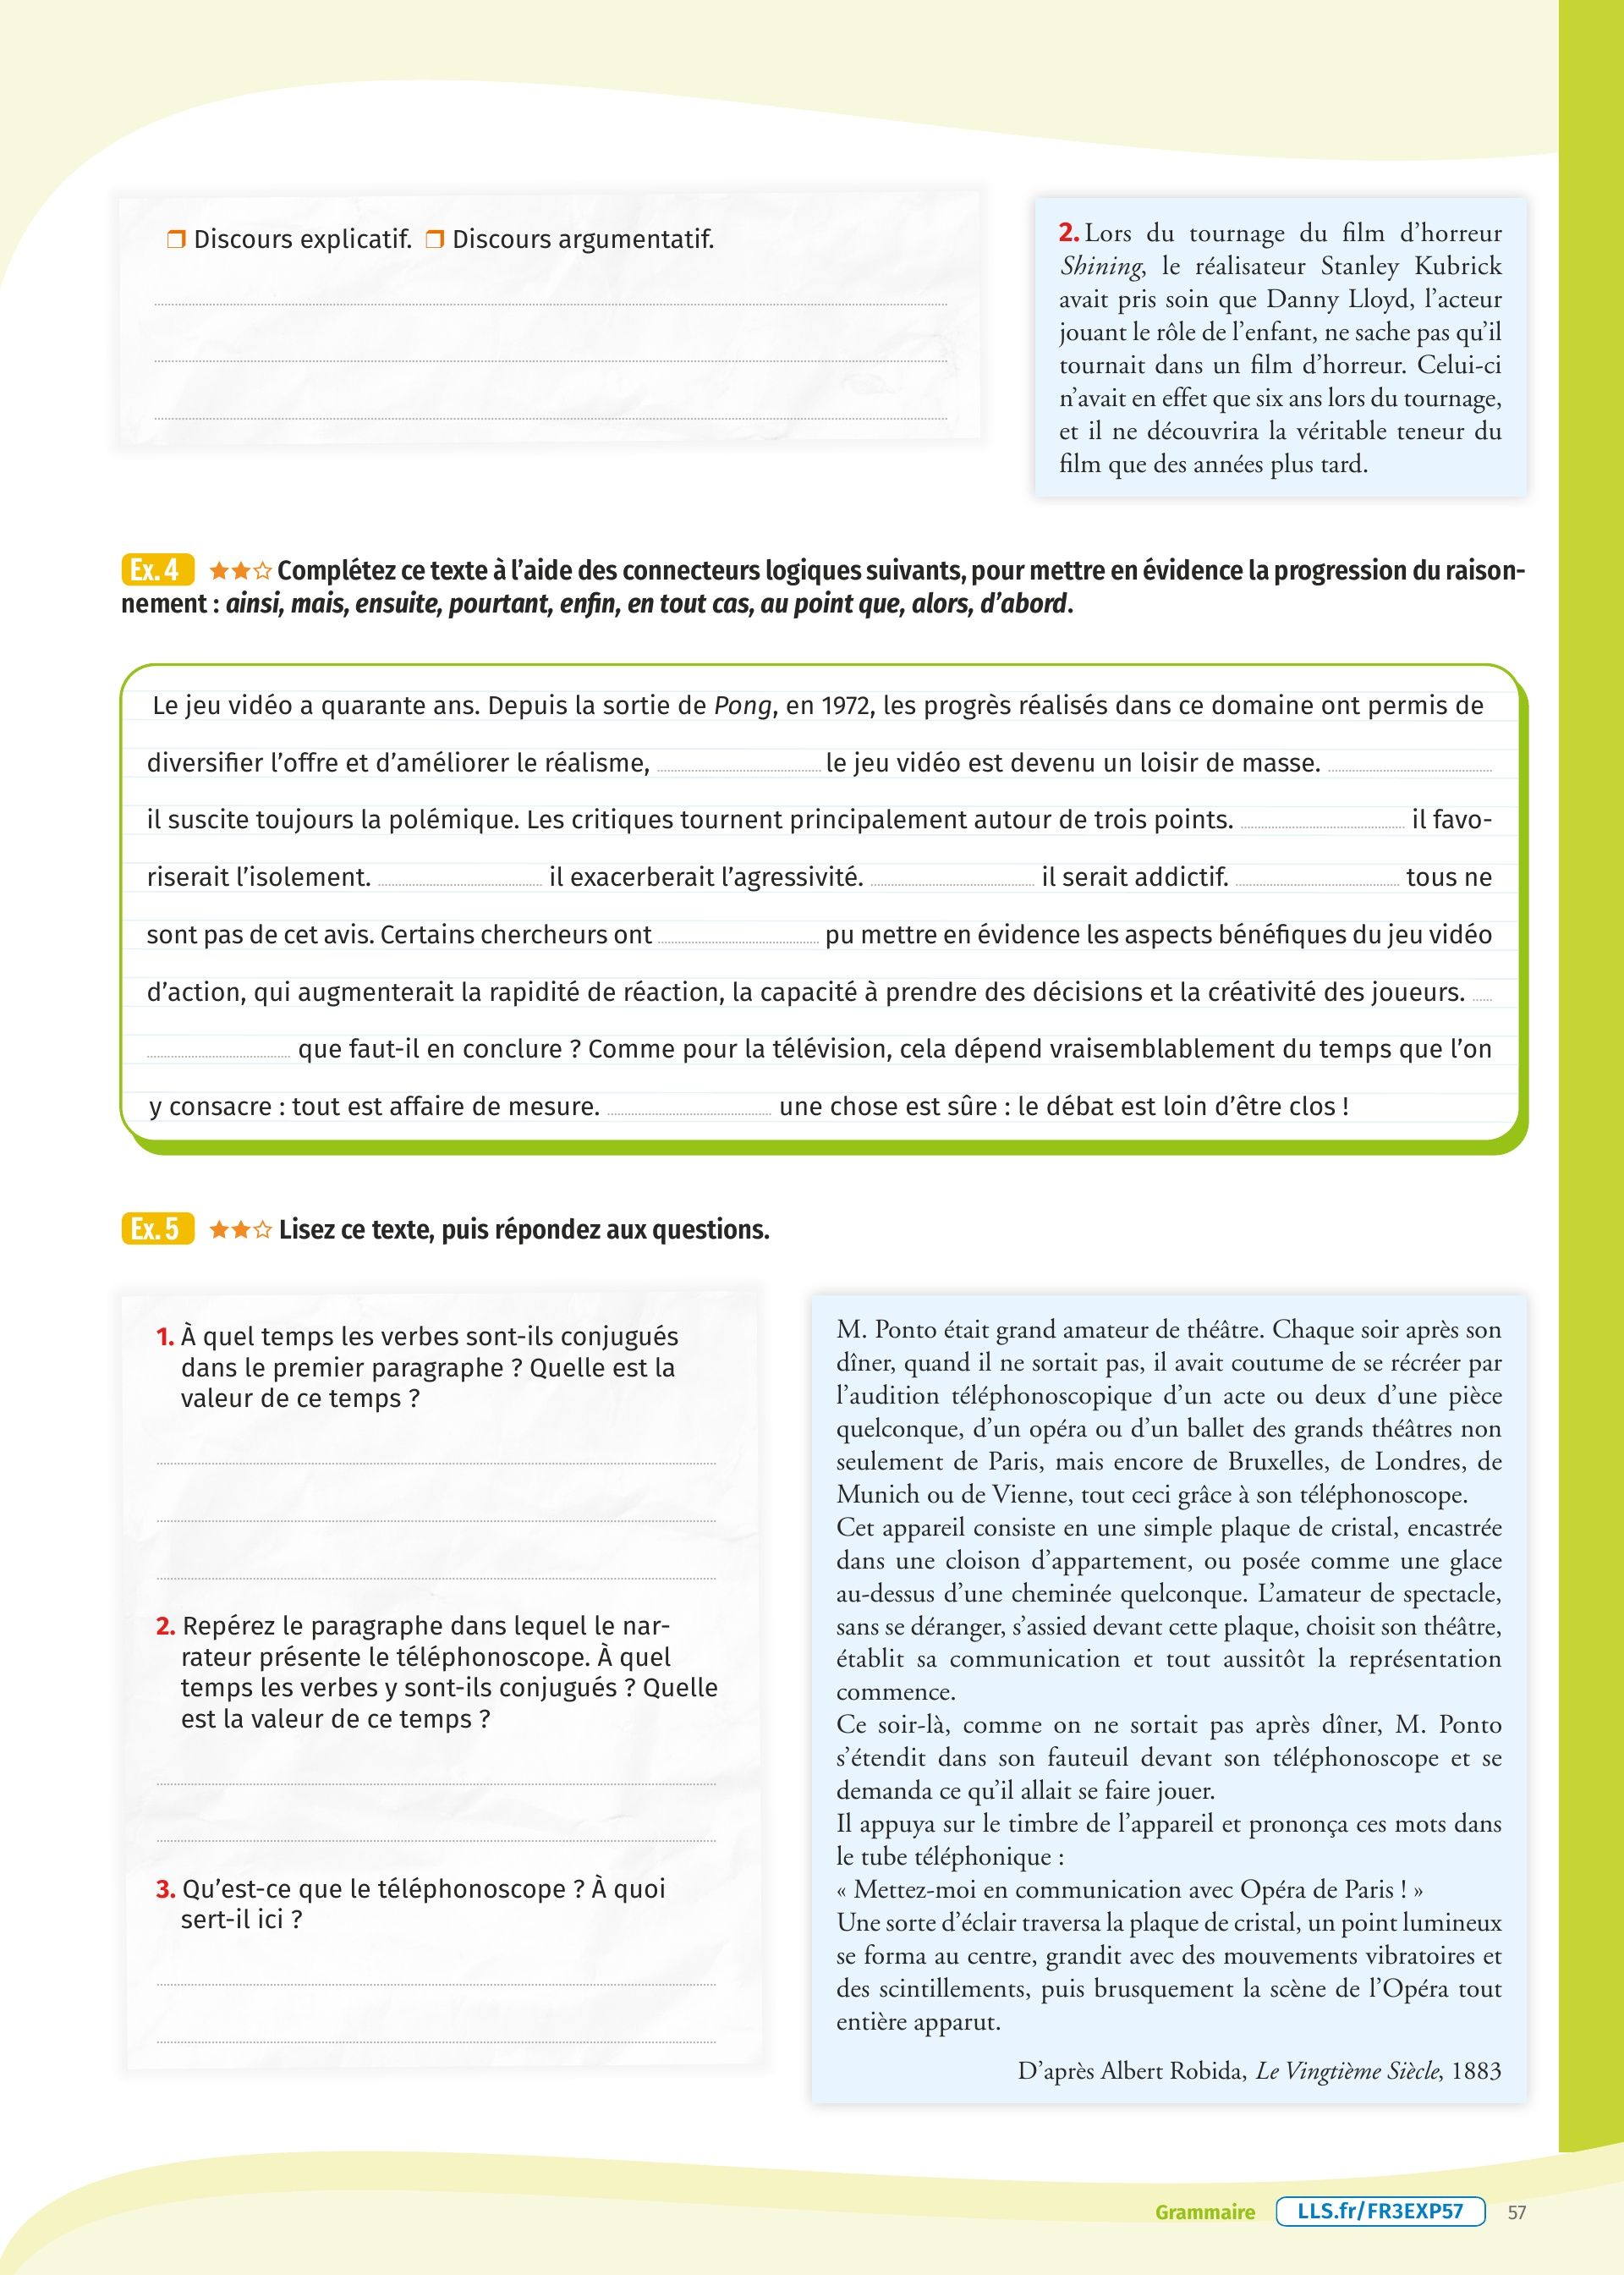 ❒ Discours explicatif. ❒ Discours argumentatif.
2. Lors du tournage du film d’horreur
Shining, le réalisateur Stanley Kubrick
avait pris soin que Danny Lloyd, l’acteur
jouant le rôle de l’enfant, ne sache pas qu’il
tournait dans un film d’horreur. Celui-ci
n’avait en effet que six ans lors du tournage,
et il ne découvrira la véritable teneur du
film que des années plus tard.
Ex. 4 ★★☆ Complétez ce texte à l’aide des connecteurs logiques suivants, pour mettre en évidence la progression du raison-
nement : ainsi, mais, ensuite, pourtant, enfin, en tout cas, au point que, alors, d’abord.
Le jeu vidéo a quarante ans. Depuis la sortie de Pong, en 1972, les progrès réalisés dans ce domaine ont permis de
diversifier l’offre et d’améliorer le réalisme, .......... le jeu vidéo est devenu un loisir de masse. ..........
il suscite toujours la polémique. Les critiques tournent principalement autour de trois points. .......... il favo-
riserait l’isolement. .......... il exacerberait l’agressivité. .......... il serait addictif. .......... tous ne
sont pas de cet avis. Certains chercheurs ont .......... pu mettre en évidence les aspects bénéfiques du jeu vidéo
d’action, qui augmenterait la rapidité de réaction, la capacité à prendre des décisions et la créativité des joueurs. ...
.......... que faut-il en conclure ? Comme pour la télévision, cela dépend vraisemblablement du temps que l’on
y consacre : tout est affaire de mesure. .......... une chose est sûre : le débat est loin d’être clos !
Ex. 5 ★★☆ Lisez ce texte, puis répondez aux questions.
1. À quel temps les verbes sont-ils conjugués
dans le premier paragraphe ? Quelle est la
valeur de ce temps ?
2. Repérez le paragraphe dans lequel le nar-
rateur présente le téléphonoscope. À quel
temps les verbes y sont-ils conjugués ? Quelle
est la valeur de ce temps ?
3. Qu’est-ce que le téléphonoscope ? À quoi
sert-il ici ?
M. Ponto était grand amateur de théâtre. Chaque soir après son
dîner, quand il ne sortait pas, il avait coutume de se récréer par
l’audition téléphonoscopique d’un acte ou deux d’une pièce
quelconque, d’un opéra ou d’un ballet des grands théâtres non
seulement de Paris, mais encore de Bruxelles, de Londres, de
Munich ou de Vienne, tout ceci grâce à son téléphonoscope.
Cet appareil consiste en une simple plaque de cristal, encastrée
dans une cloison d’appartement, ou posée comme une glace
au-dessus d’une cheminée quelconque. L’amateur de spectacle,
sans se déranger, s’assied devant cette plaque, choisit son théâtre,
établit sa communication et tout aussitôt la représentation
commence.
Ce soir-là, comme on ne sortait pas après dîner, M. Ponto
s’étendit dans son fauteuil devant son téléphonoscope et se
demanda ce qu’il allait se faire jouer.
Il appuya sur le timbre de l’appareil et prononça ces mots dans
le tube téléphonique :
« Mettez-moi en communication avec Opéra de Paris ! »
Une sorte d’éclair traversa la plaque de cristal, un point lumineux
se forma au centre, grandit avec des mouvements vibratoires et
des scintillements, puis brusquement la scène de l’Opéra tout
entière apparut.
D’après Albert Robida, Le Vingtième Siècle, 1883
Grammaire LLS.fr/FR3EXP57 57